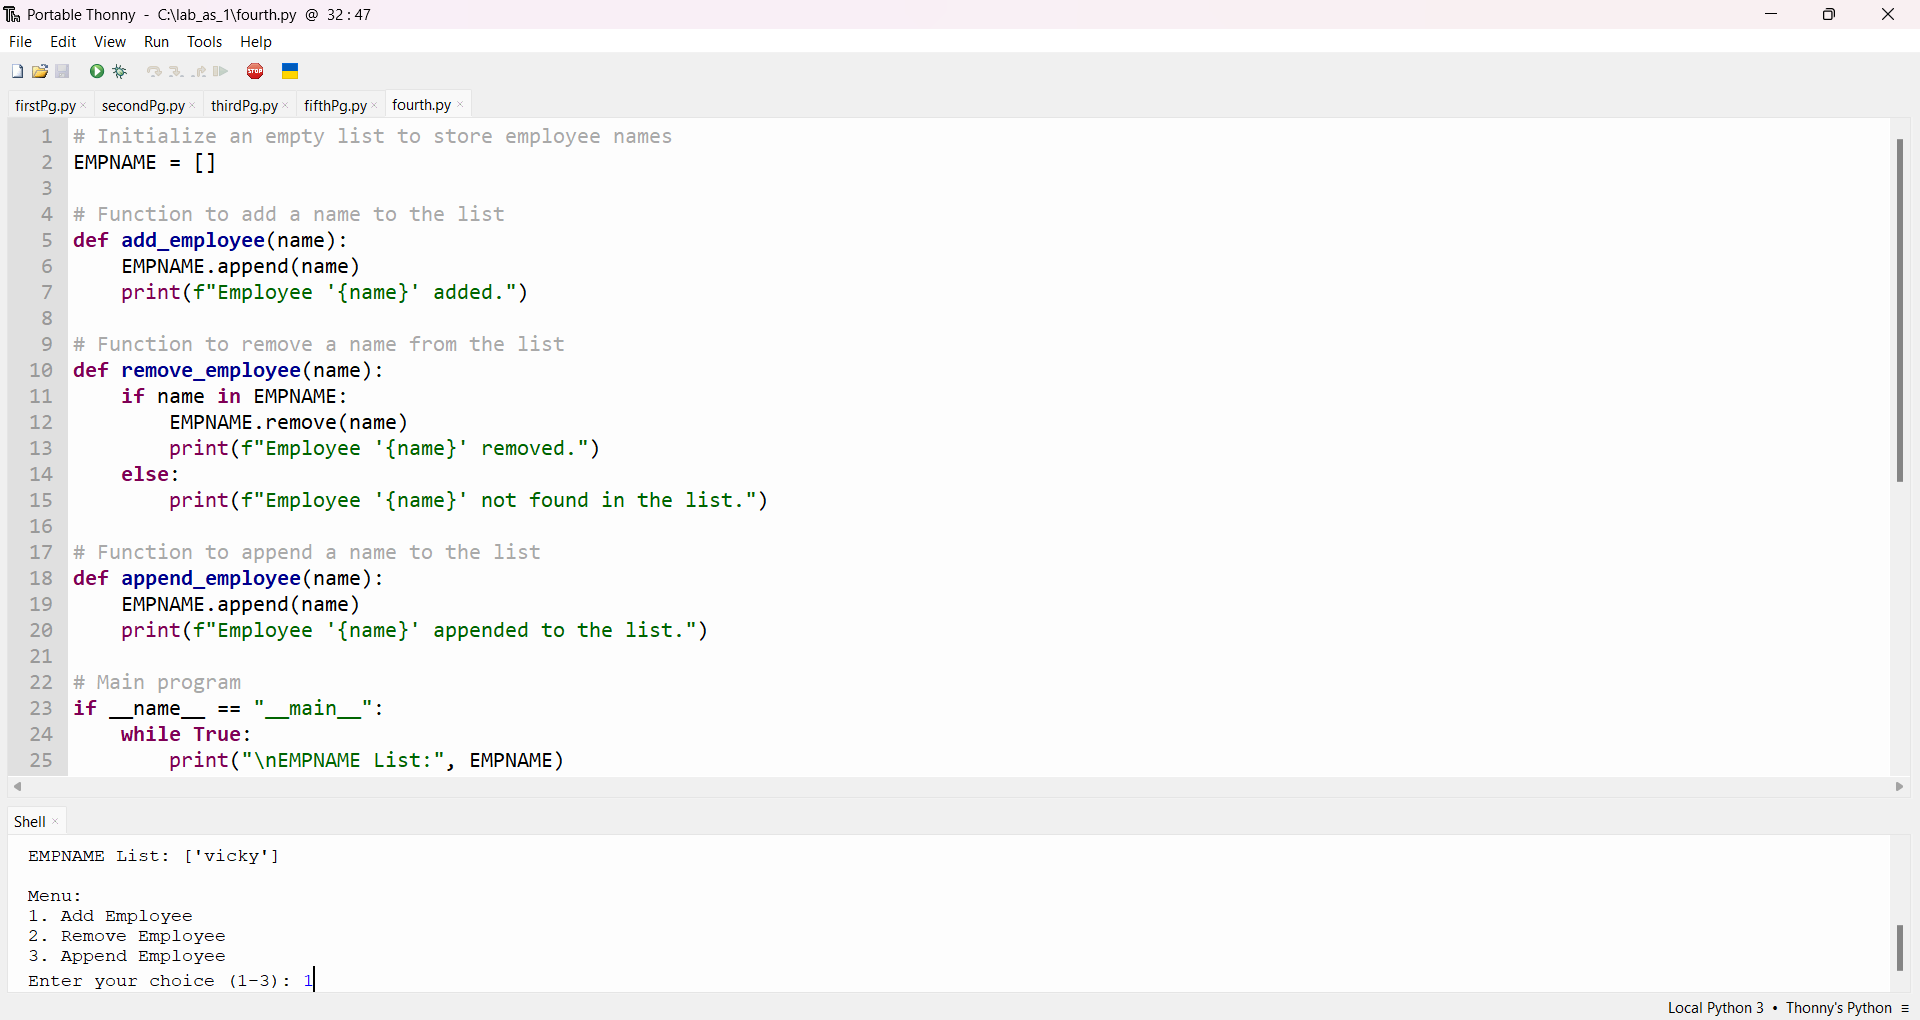 Portable Thonny - C:\lab_as_1\fourth.py @ 32:47
File Edit View Run Tools Help
STOP
firstPg.py × secondPg.py × thirdPg.py × fifthPg.py × fourth.py ×
1 # Initialize an empty list to store employee names
2 EMPNAME = []
3
4 # Function to add a name to the list
5 def add_employee(name):
6     EMPNAME.append(name)
7     print(f"Employee '{name}' added.")
8
9 # Function to remove a name from the list
10 def remove_employee(name):
11     if name in EMPNAME:
12         EMPNAME.remove(name)
13         print(f"Employee '{name}' removed.")
14     else:
15         print(f"Employee '{name}' not found in the list.")
16
17 # Function to append a name to the list
18 def append_employee(name):
19     EMPNAME.append(name)
20     print(f"Employee '{name}' appended to the list.")
21
22 # Main program
23 if __name__ == "__main__":
24     while True:
25         print("\nEMPNAME List:", EMPNAME)
Shell ×
EMPNAME List: ['vicky']
Menu:
1. Add Employee
2. Remove Employee
3. Append Employee
Enter your choice (1-3): 1
Local Python 3 • Thonny's Python ≡